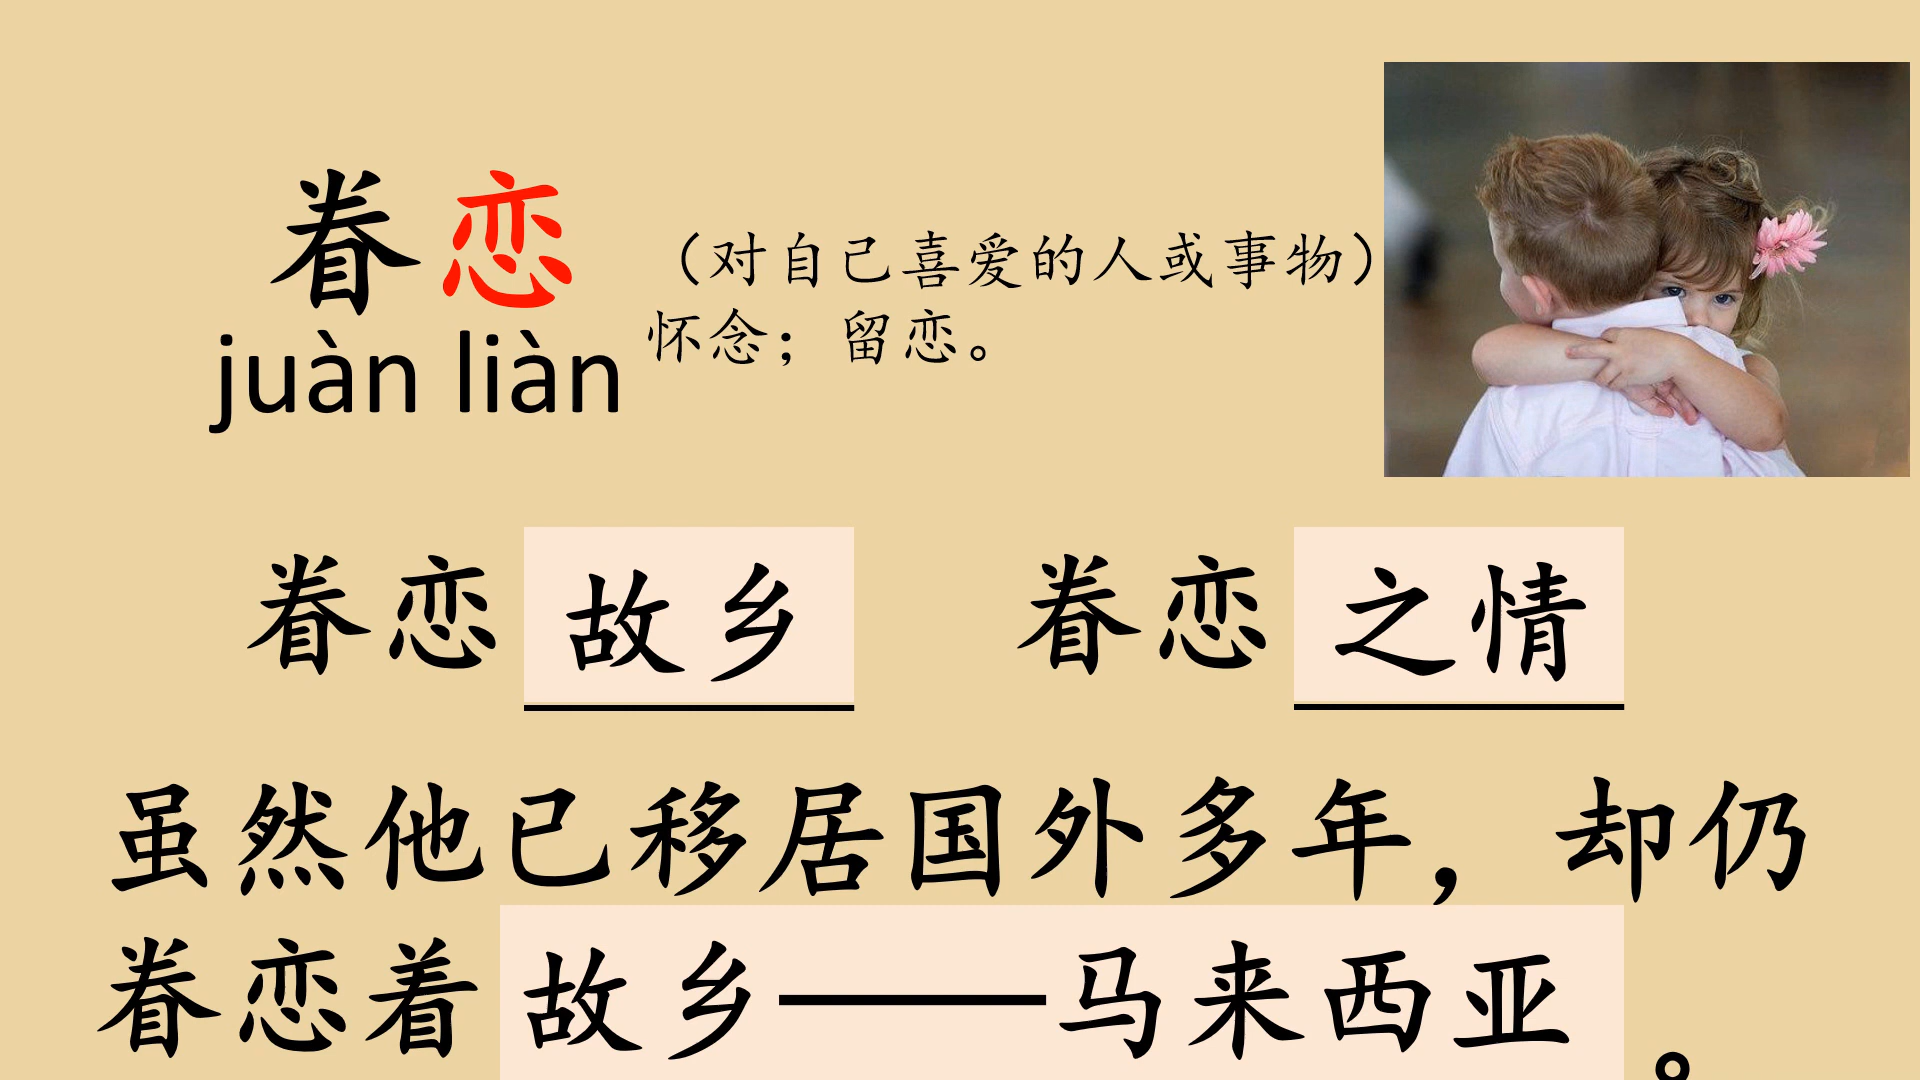 眷恋
juàn liàn
（对自己喜爱的人或事物）
怀念；留恋。
眷恋故乡 眷恋之情
虽然他已移居国外多年，却仍
眷恋着故乡——马来西亚。